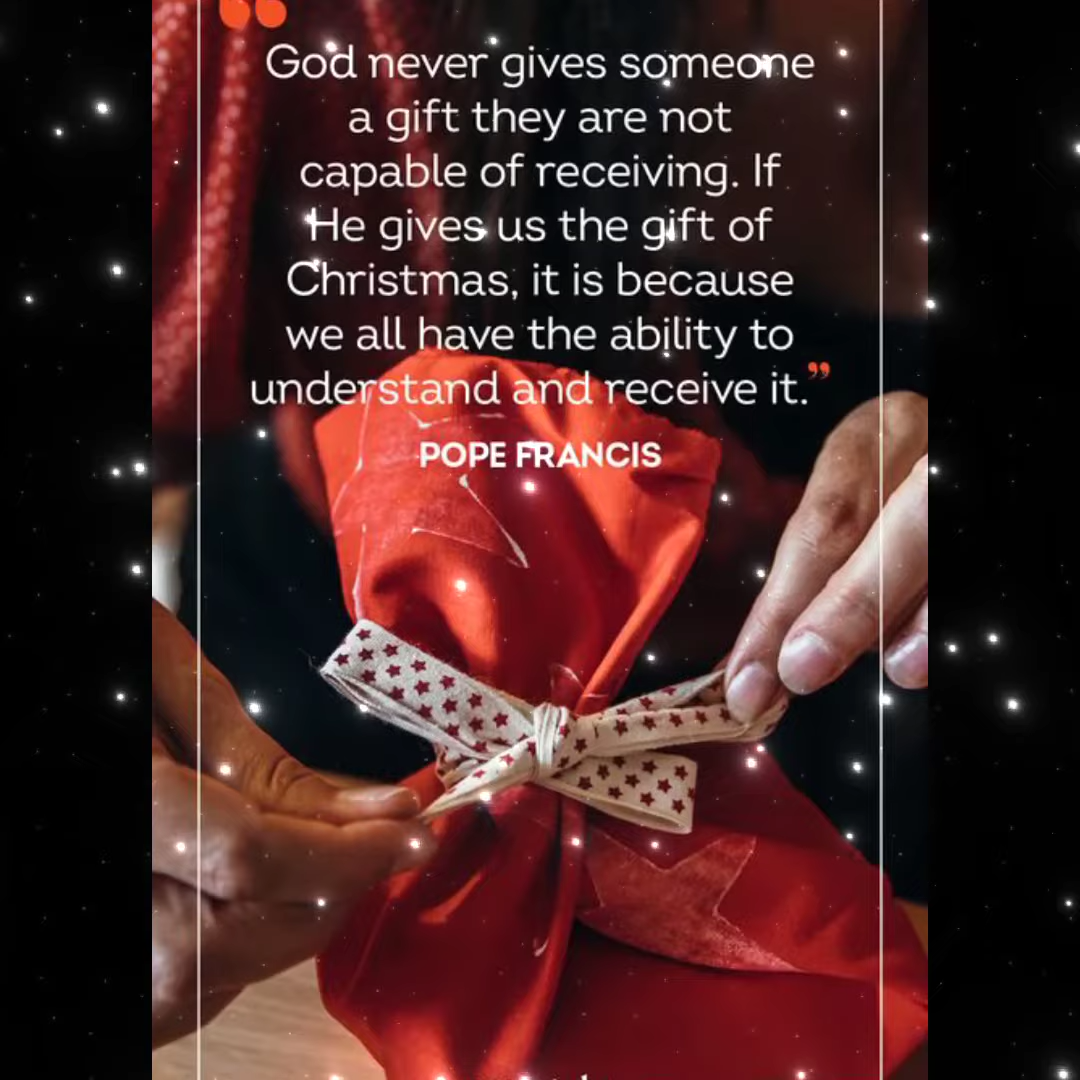 “
God never gives someone
a gift they are not
capable of receiving. If
He gives us the gift of
Christmas, it is because
we all have the ability to
understand and receive it.”
POPE FRANCIS